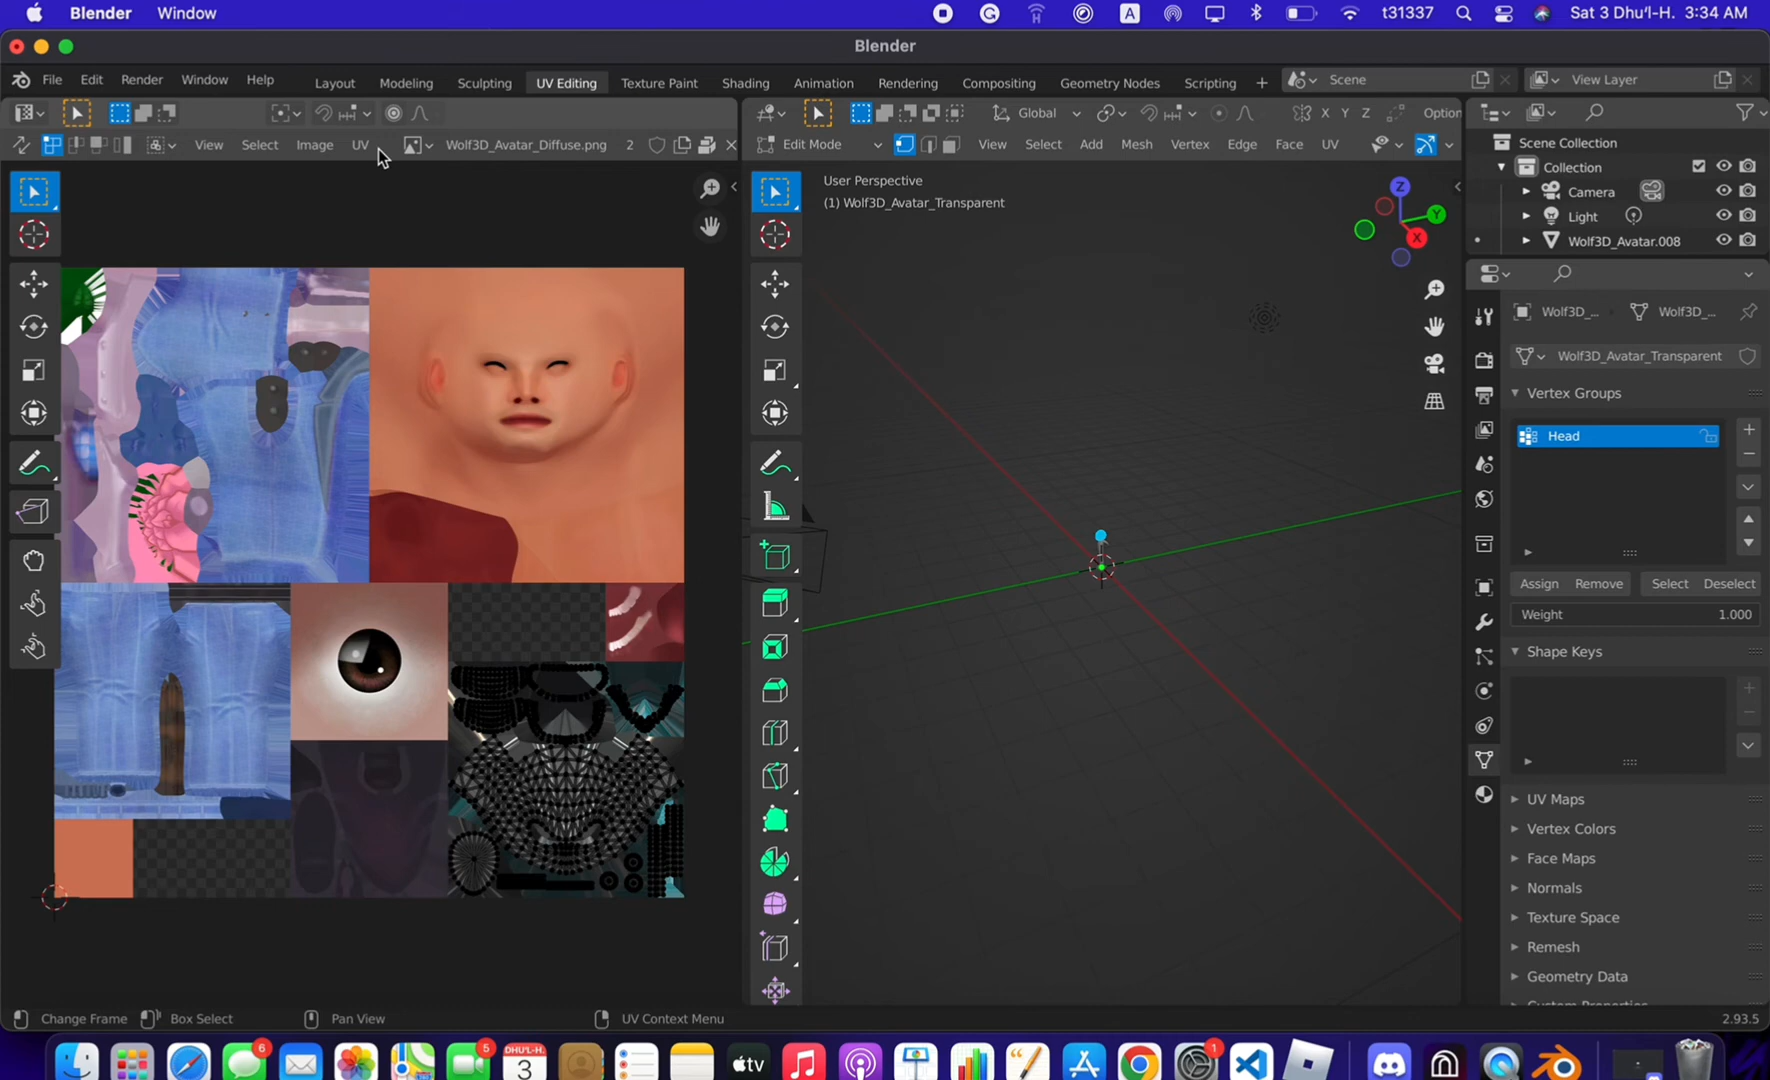 Blender Window A t31337 Sat 3 Dhu'l-H. 3:34 AM
Blender
File Edit Render Window Help Layout Modeling Sculpting UV Editing Texture Paint Shading Animation Rendering Compositing Geometry Nodes Scripting + Scene View Layer
Global X Y Z Option
View Select Image UV Wolf3D_Avatar_Diffuse.png 2 Edit Mode View Select Add Mesh Vertex Edge Face UV
Scene Collection
Collection
Camera
Light
Wolf3D_Avatar.008
User Perspective
(1) Wolf3D_Avatar_Transparent
Z
Y
X
Wolf3D_... Wolf3D_...
Wolf3D_Avatar_Transparent
Vertex Groups
Head
Assign Remove Select Deselect
Weight 1.000
Shape Keys
UV Maps
Vertex Colors
Face Maps
Normals
Texture Space
Remesh
Geometry Data
Change Frame Box Select Pan View UV Context Menu 2.93.5
6 5 DHU'L-H. 3 tv 1